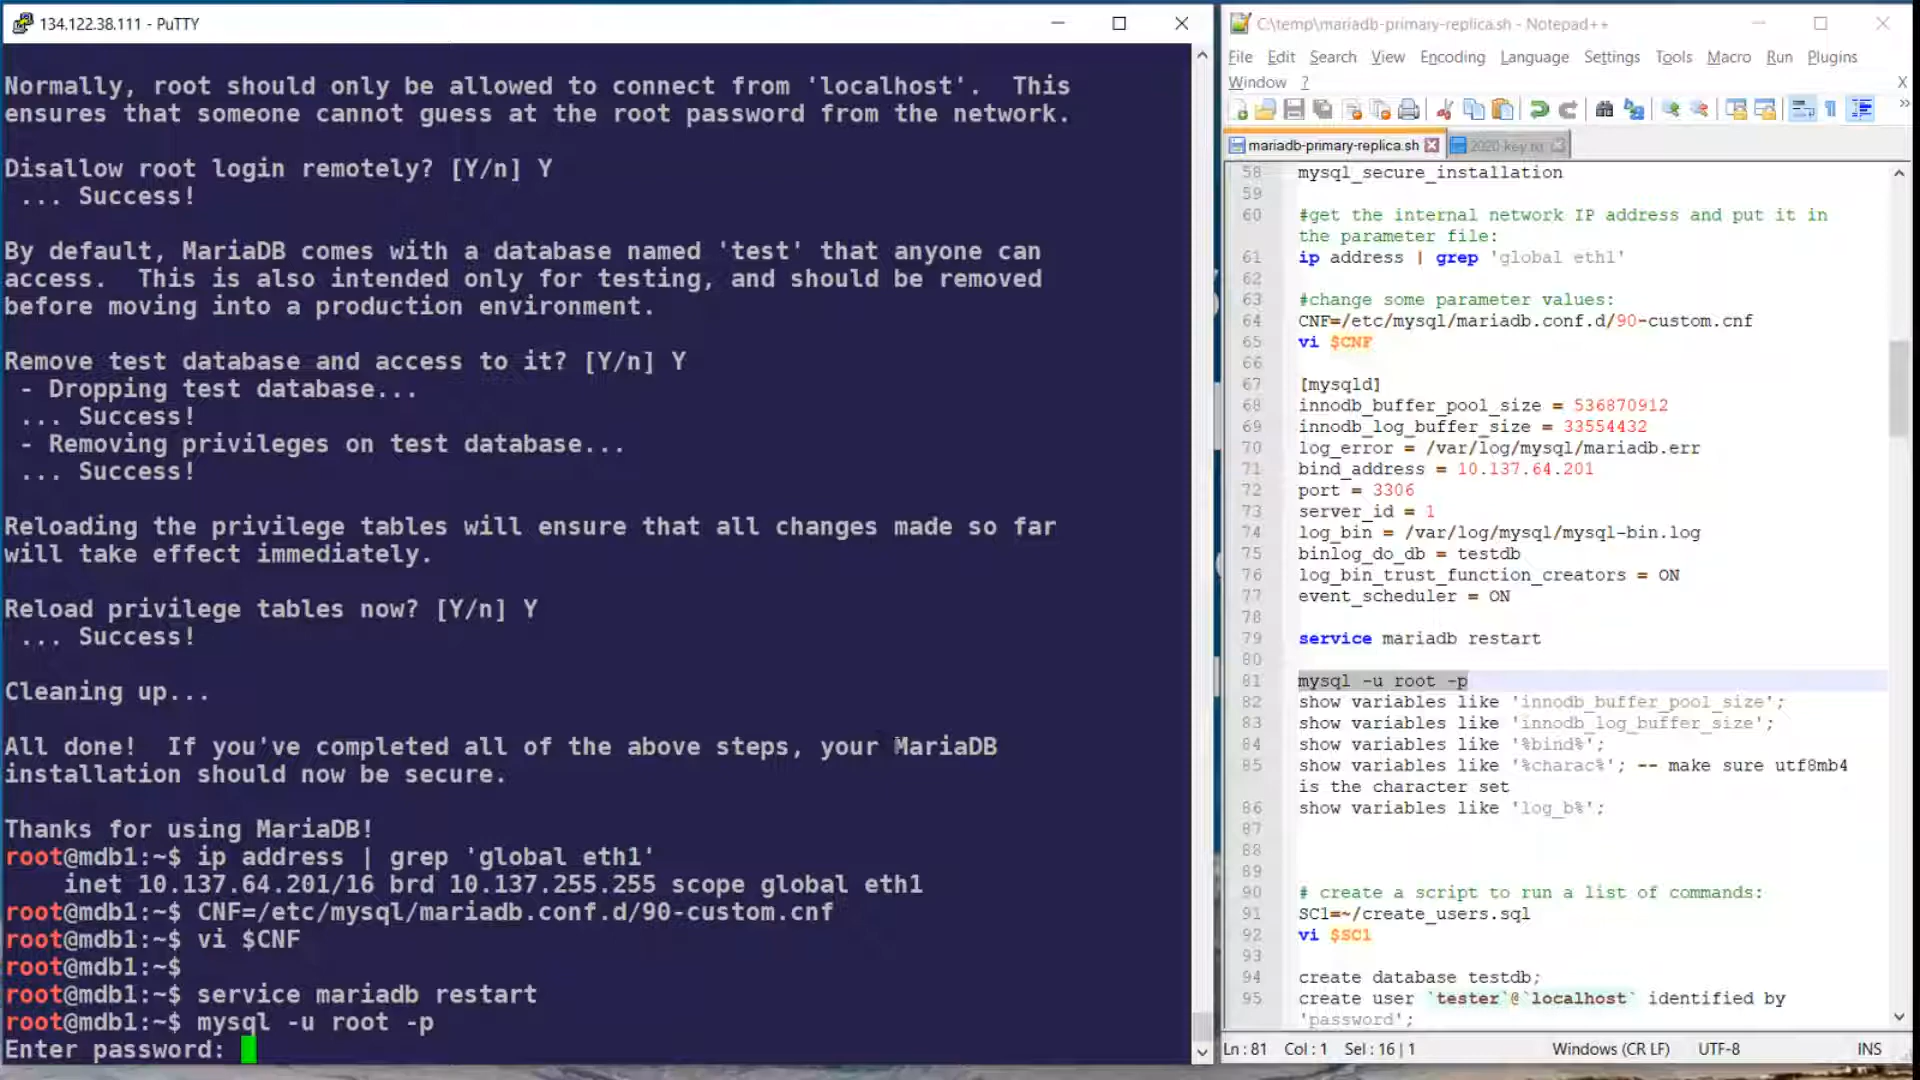 134.122.38.111 - PuTTY
Normally, root should only be allowed to connect from 'localhost'.  This
ensures that someone cannot guess at the root password from the network.
Disallow root login remotely? [Y/n] Y
... Success!
By default, MariaDB comes with a database named 'test' that anyone can
access.  This is also intended only for testing, and should be removed
before moving into a production environment.
Remove test database and access to it? [Y/n] Y
- Dropping test database...
... Success!
- Removing privileges on test database...
... Success!
Reloading the privilege tables will ensure that all changes made so far
will take effect immediately.
Reload privilege tables now? [Y/n] Y
... Success!
Cleaning up...
All done!  If you've completed all of the above steps, your MariaDB
installation should now be secure.
Thanks for using MariaDB!
root@mdb1:~$ ip address | grep 'global eth1'
inet 10.137.64.201/16 brd 10.137.255.255 scope global eth1
root@mdb1:~$ CNF=/etc/mysql/mariadb.conf.d/90-custom.cnf
root@mdb1:~$ vi $CNF
root@mdb1:~$
root@mdb1:~$ service mariadb restart
root@mdb1:~$ mysql -u root -p
Enter password:
C:\temp\mariadb-primary-replica.sh - Notepad++
File Edit Search View Encoding Language Settings Tools Macro Run Plugins
Window ? X
mariadb-primary-replica.sh
58 mysql_secure_installation
59
60 #get the internal network IP address and put it in
the parameter file:
61 ip address | grep 'global eth1'
62
63 #change some parameter values:
64 CNF=/etc/mysql/mariadb.conf.d/90-custom.cnf
65 vi $CNF
66
67 [mysqld]
68 innodb_buffer_pool_size = 536870912
69 innodb_log_buffer_size = 33554432
70 log_error = /var/log/mysql/mariadb.err
71 bind_address = 10.137.64.201
72 port = 3306
73 server_id = 1
74 log_bin = /var/log/mysql/mysql-bin.log
75 binlog_do_db = testdb
76 log_bin_trust_function_creators = ON
77 event_scheduler = ON
78
79 service mariadb restart
80
81 mysql -u root -p
82 show variables like 'innodb_buffer_pool_size';
83 show variables like 'innodb_log_buffer_size';
84 show variables like '%bind%';
85 show variables like '%charac%'; -- make sure utf8mb4
is the character set
86 show variables like 'log_b%';
87
88
89
90 # create a script to run a list of commands:
91 SC1=~/create_users.sql
92 vi $SC1
93
94 create database testdb;
95 create user `tester`@`localhost` identified by
'password';
Ln : 81 Col : 1 Sel : 16 | 1 Windows (CR LF) UTF-8 INS